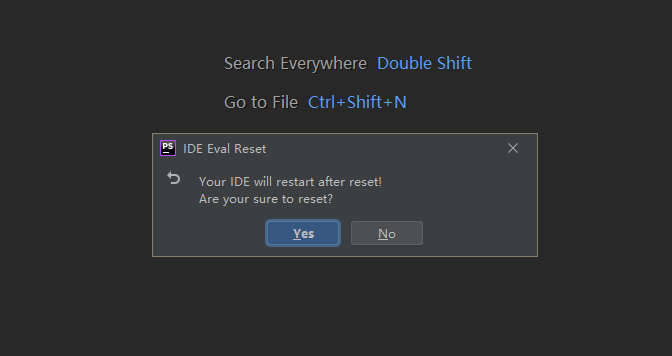 Search Everywhere Double Shift
Go to File Ctrl+Shift+N
PS IDE Eval Reset
Your IDE will restart after reset!
Are your sure to reset?
Yes No